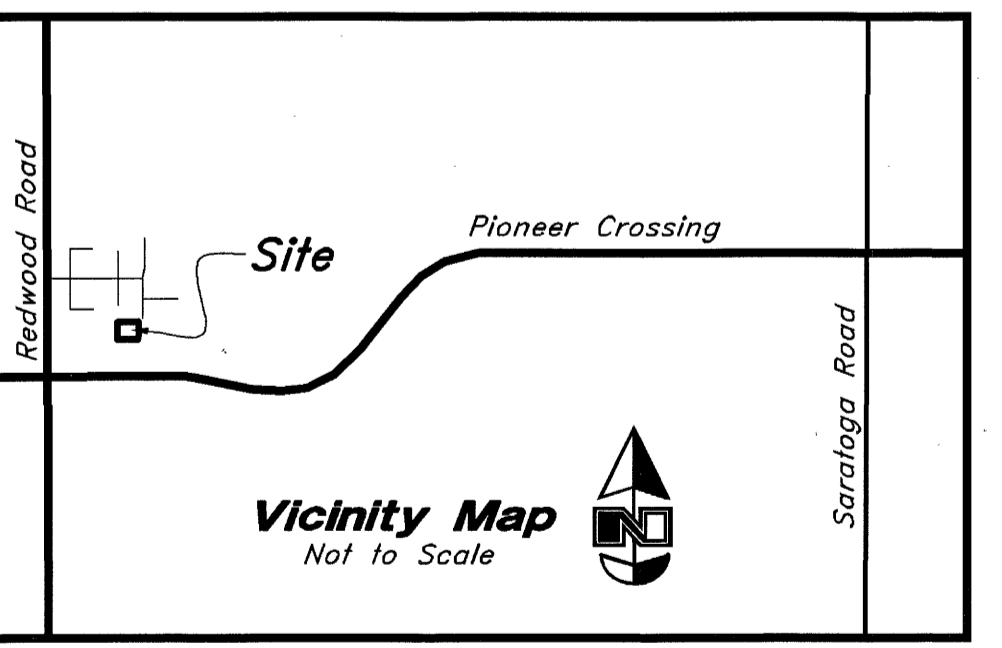 Redwood Road
Site
Pioneer Crossing
Saratoga Road
Vicinity Map
Not to Scale
N